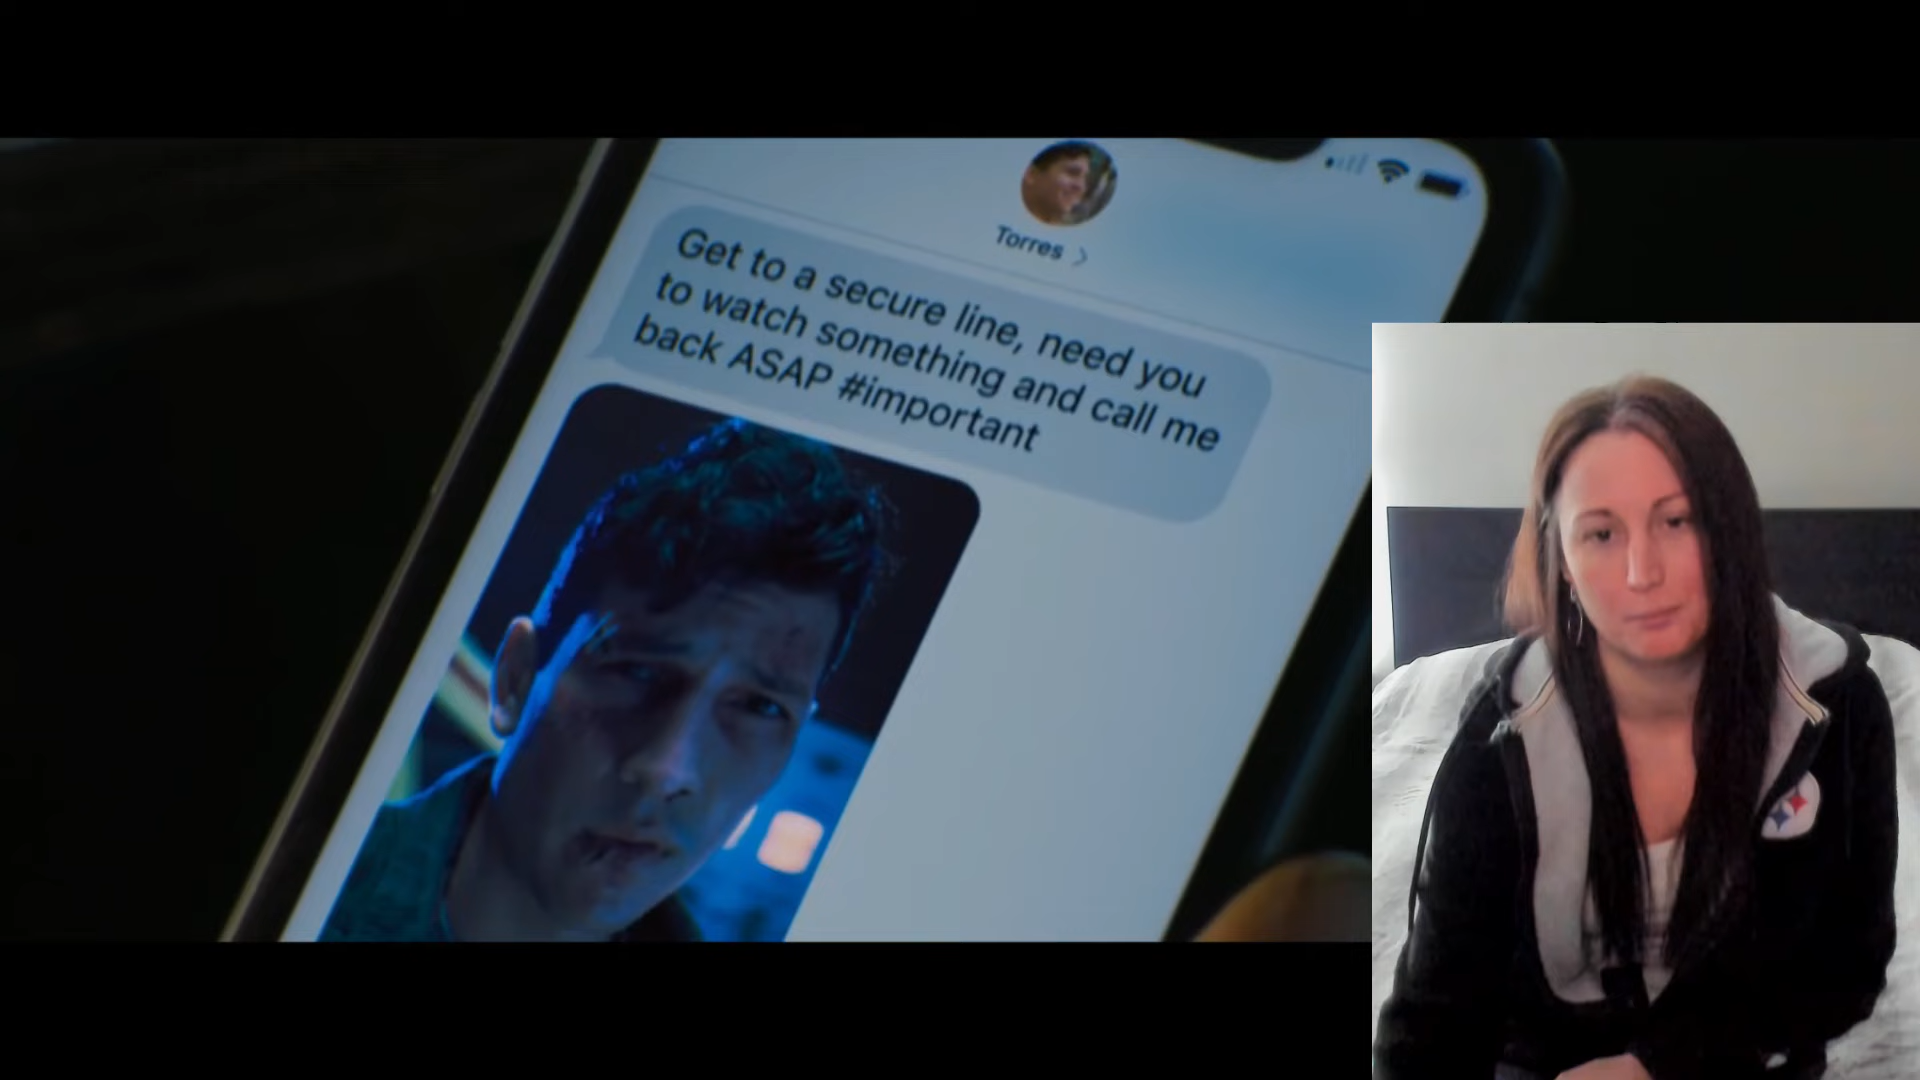 Torres
Get to a secure line, need you
to watch something and call me
back ASAP #important